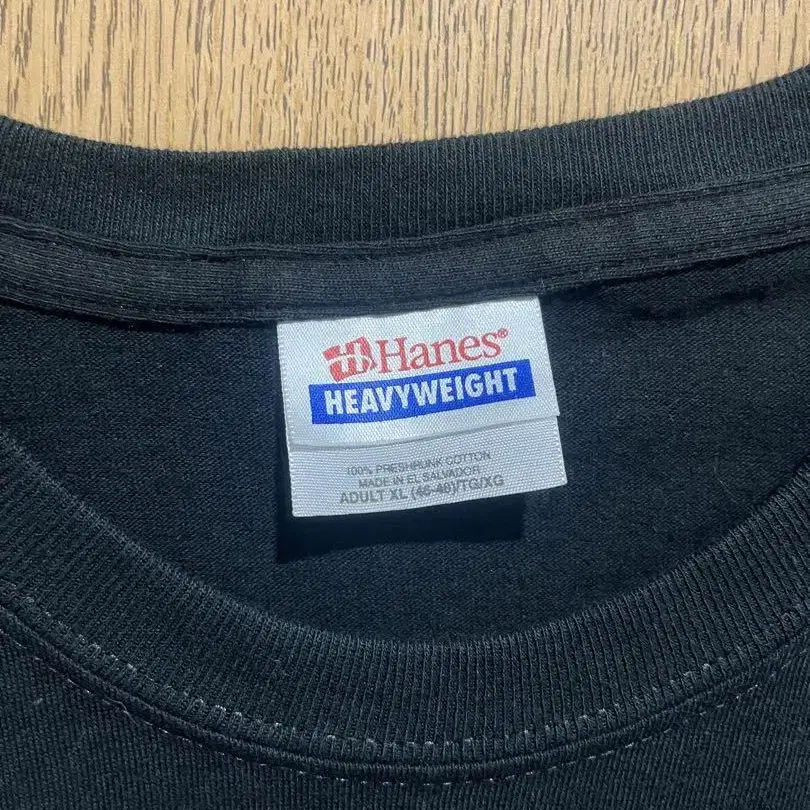 Hanes®
HEAVYWEIGHT
100% PRESHRUNK COTTON
MADE IN EL SALVADOR
ADULT XL (46-48)/TG/XG